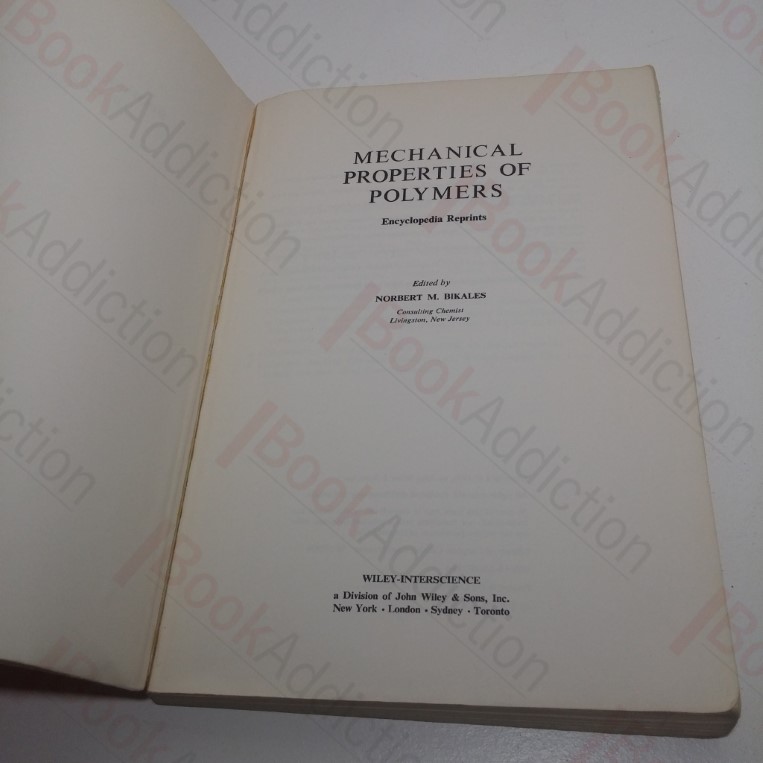 MECHANICAL
PROPERTIES OF
POLYMERS
Encyclopedia Reprints
Edited by
NORBERT M. BIKALES
Consulting Chemist
Livingston, New Jersey
WILEY-INTERSCIENCE
a Division of John Wiley & Sons, Inc.
New York · London · Sydney · Toronto
BookAddiction